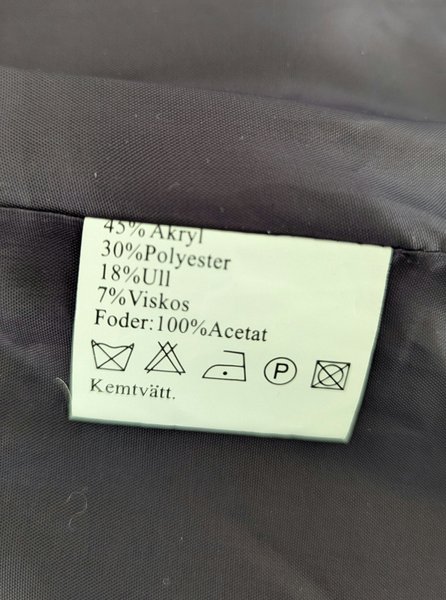 45% Akryl
30%Polyester
18%Ull
7%Viskos
Foder:100%Acetat
P
Kemtvätt.